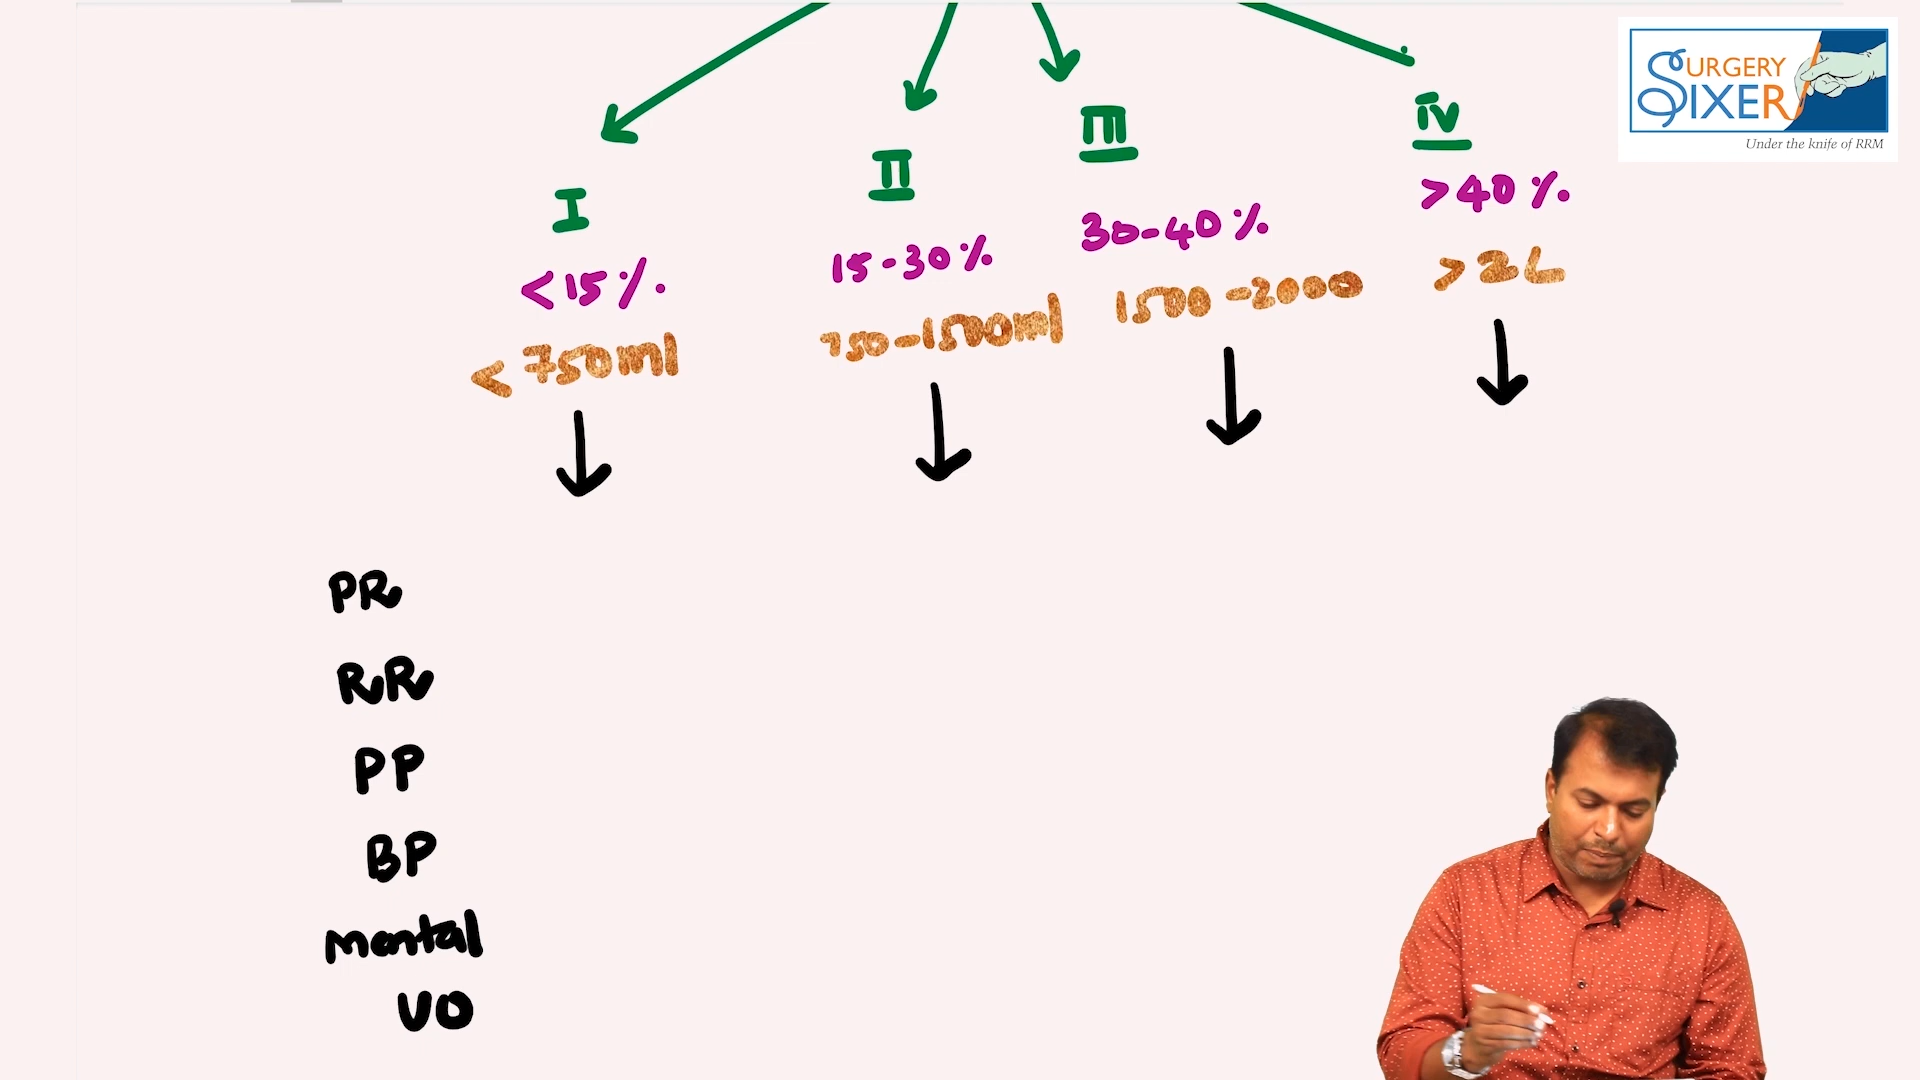 SURGERY
SIXER
Under the knife of RRM
I
II
III
iv
<15%.
15-30%
30-40%
>40%.
<750ml
750-1500ml
1500-2000
>2L
PR
RR
PP
BP
mental
UO